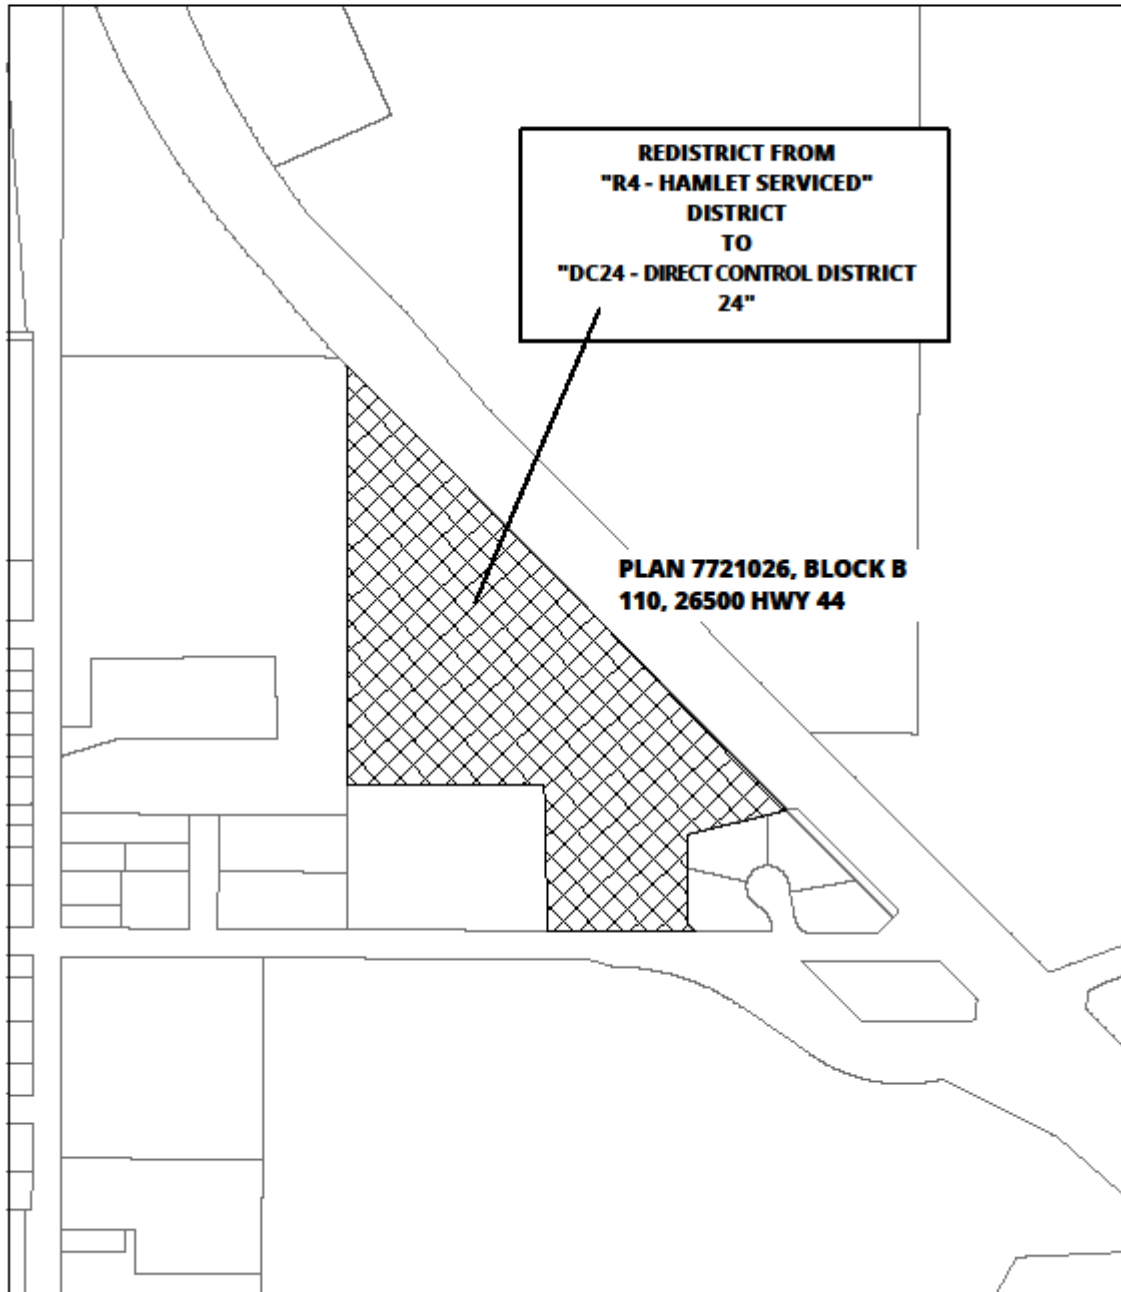 REDISTRICT FROM
"R4 - HAMLET SERVICED"
DISTRICT
TO
"DC24 - DIRECT CONTROL DISTRICT
24"
PLAN 7721026, BLOCK B
110, 26500 HWY 44